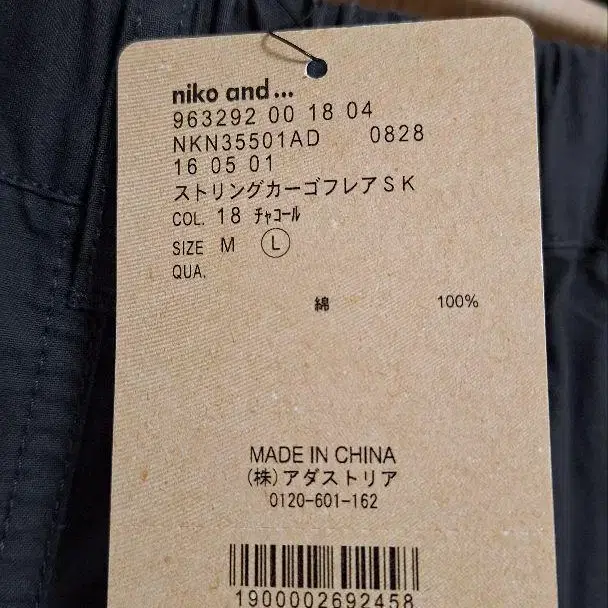 niko and...
963292 00 18 04
NKN35501AD 0828
16 05 01
ストリングカーゴフレアSK
COL. 18 ﾁｬｺｰﾙ
SIZE M Ⓛ
QUA.
綿 100%
MADE IN CHINA
(株)アダストリア
0120-601-162
1900002692458